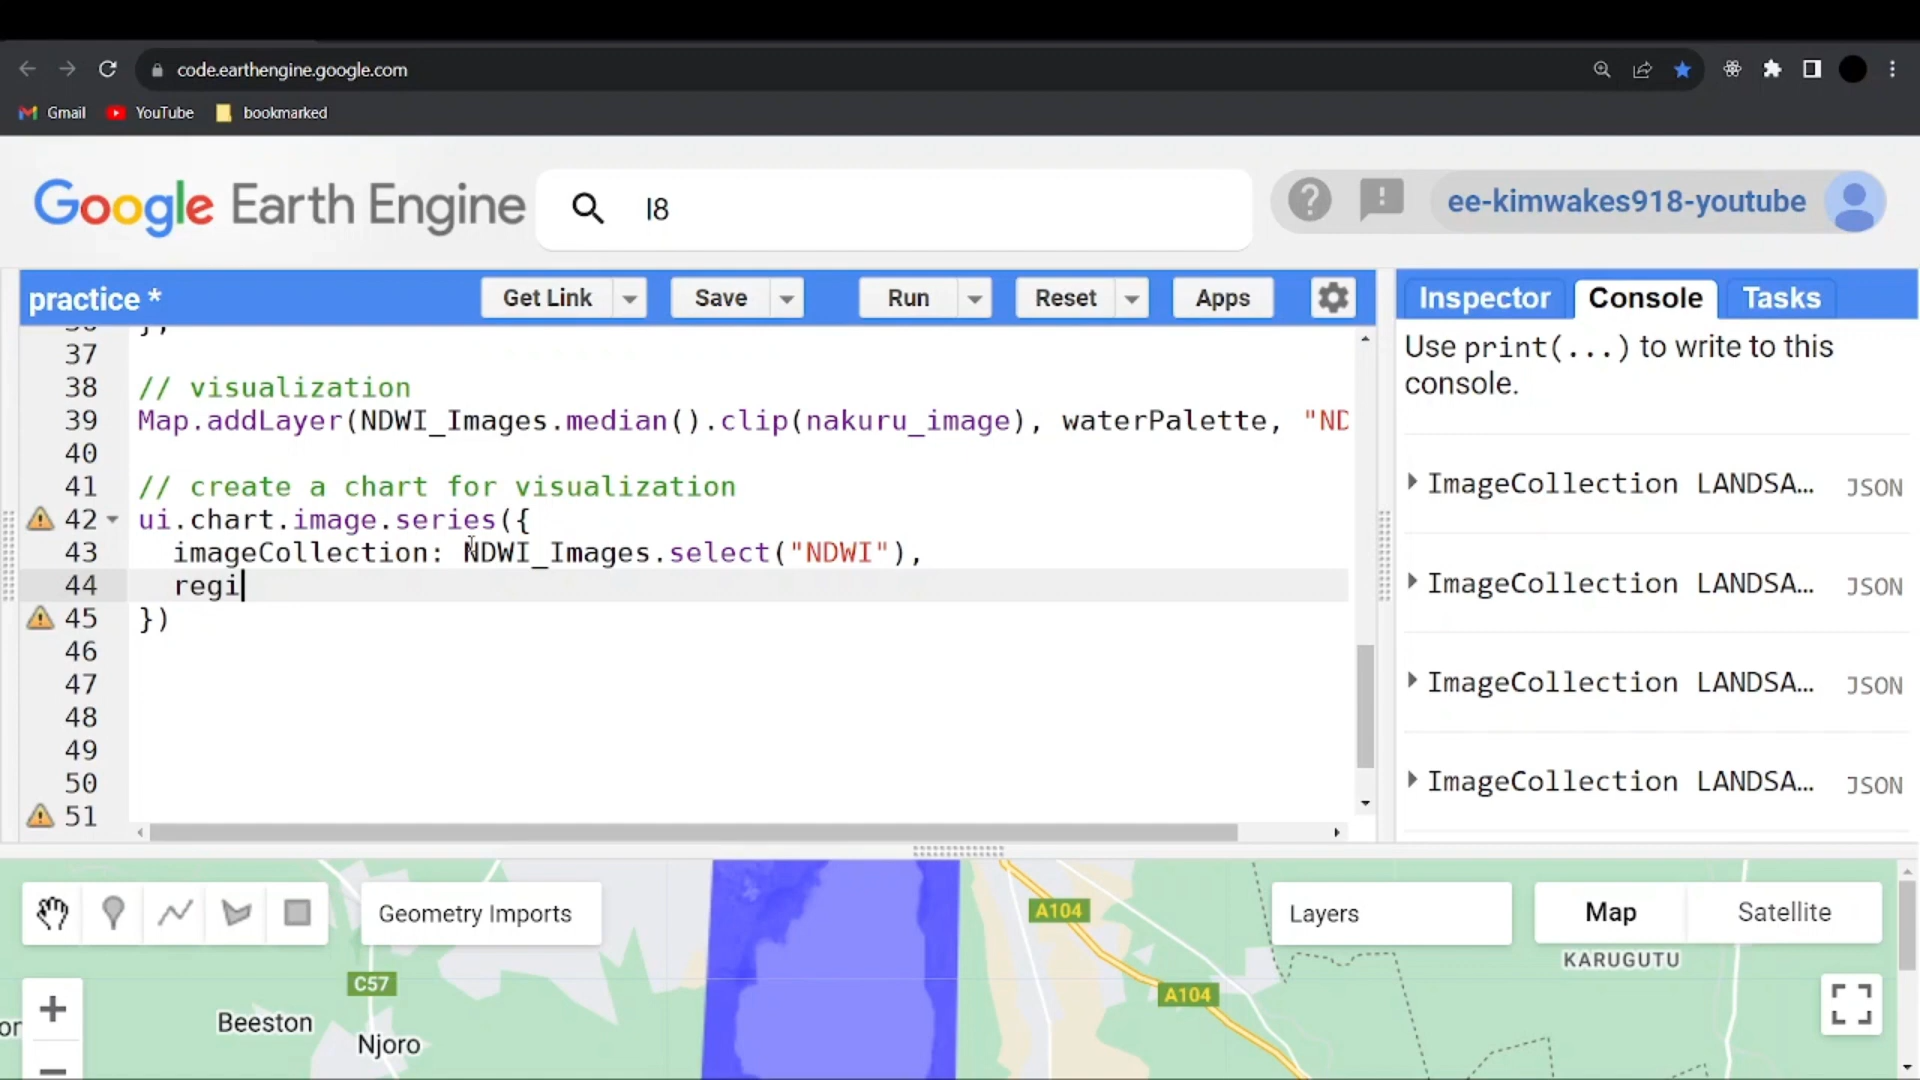 code.earthengine.google.com
Gmail YouTube bookmarked
Google Earth Engine
l8
ee-kimwakes918-youtube
practice *
Get Link Save Run Reset Apps
Inspector Console Tasks
37
38 // visualization
39 Map.addLayer(NDWI_Images.median().clip(nakuru_image), waterPalette, "ND
40
41 // create a chart for visualization
42 ui.chart.image.series({
43 imageCollection: NDWI_Images.select("NDWI"),
44 regi
45 })
46
47
48
49
50
51
Use print(...) to write to this
console.
ImageCollection LANDSA… JSON
ImageCollection LANDSA… JSON
ImageCollection LANDSA… JSON
ImageCollection LANDSA… JSON
Geometry Imports
Layers
Map Satellite
A104
KARUGUTU
C57
A104
Beeston
Njoro